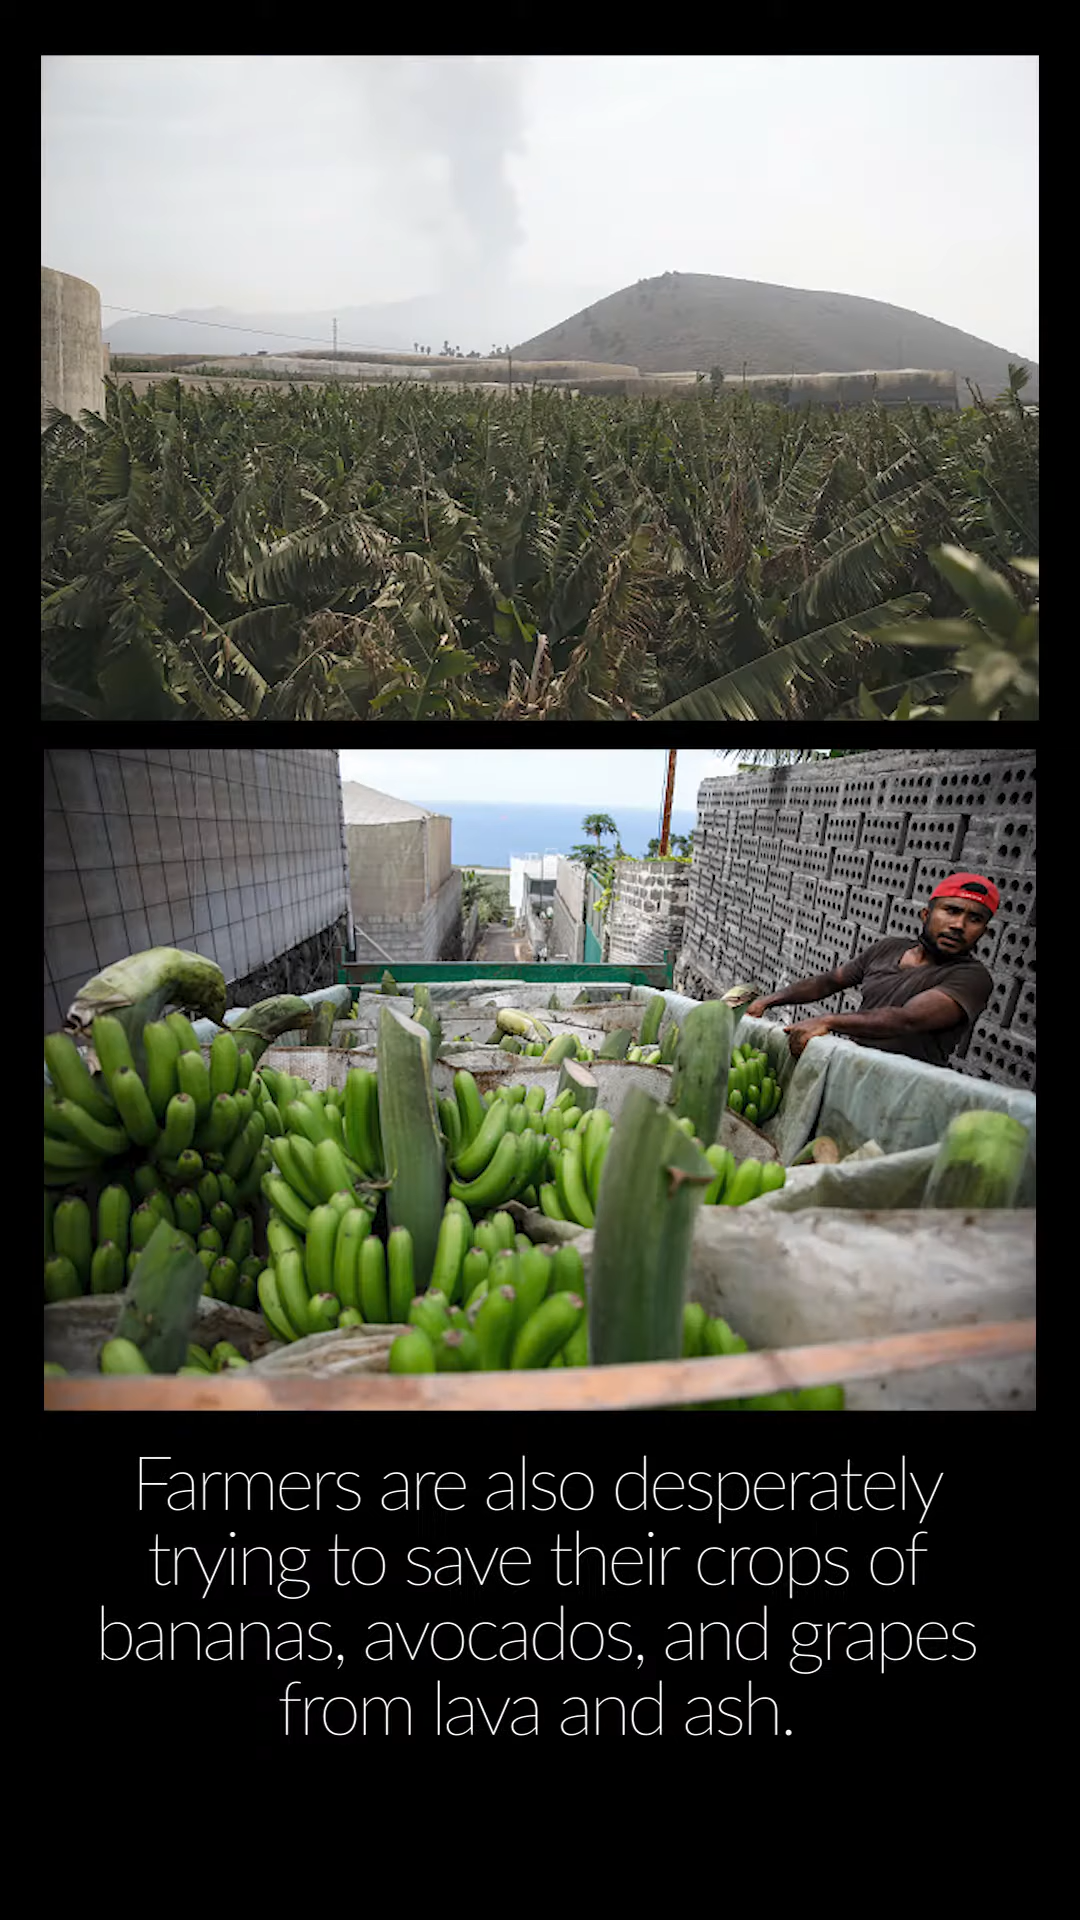 Farmers are also desperately
trying to save their crops of
bananas, avocados, and grapes
from lava and ash.